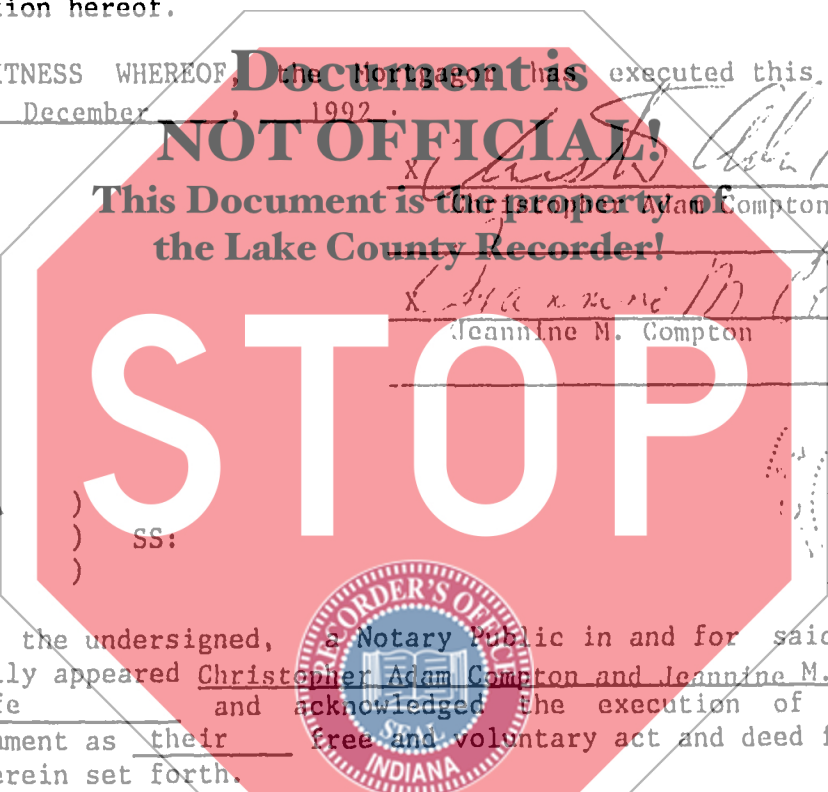 tion hereof.
ITNESS WHEREOF, the Mortgagor has executed this
December , 1992.
Document is
NOT OFFICIAL!
This Document is the property of
the Lake County Recorder!
X
Christopher Adam Compton
X Jeannine M
Jeannine M. Compton
STOP
)
) SS:
)
RECORDER'S OFFICE
SEAL
INDIANA
the undersigned, a Notary Public in and for said
lly appeared Christopher Adam Compton and Jeannine M.
fe and acknowledged the execution of
ument as their free and voluntary act and deed f
erein set forth.